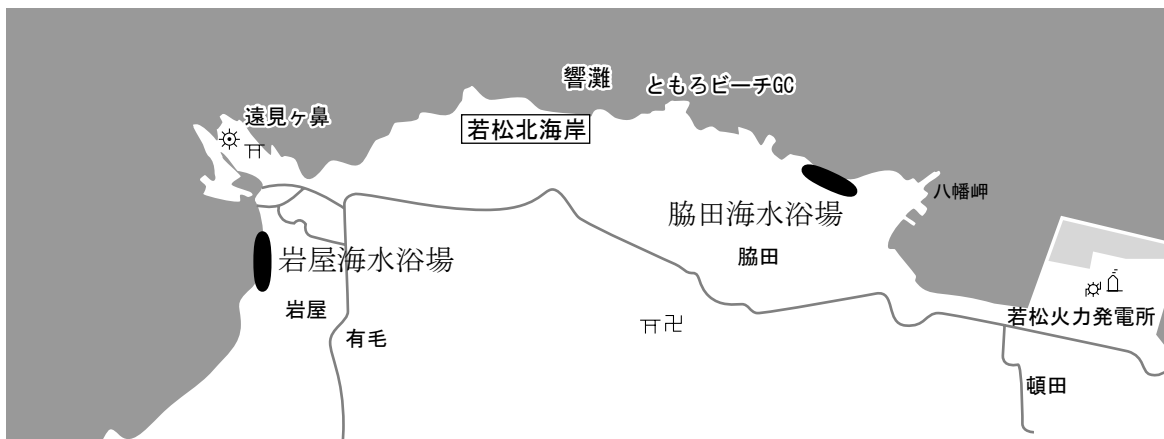 響灘
ともろビーチGC
遠見ヶ鼻
若松北海岸
八幡岬
脇田海水浴場
脇田
岩屋海水浴場
岩屋
有毛
若松火力発電所
頓田